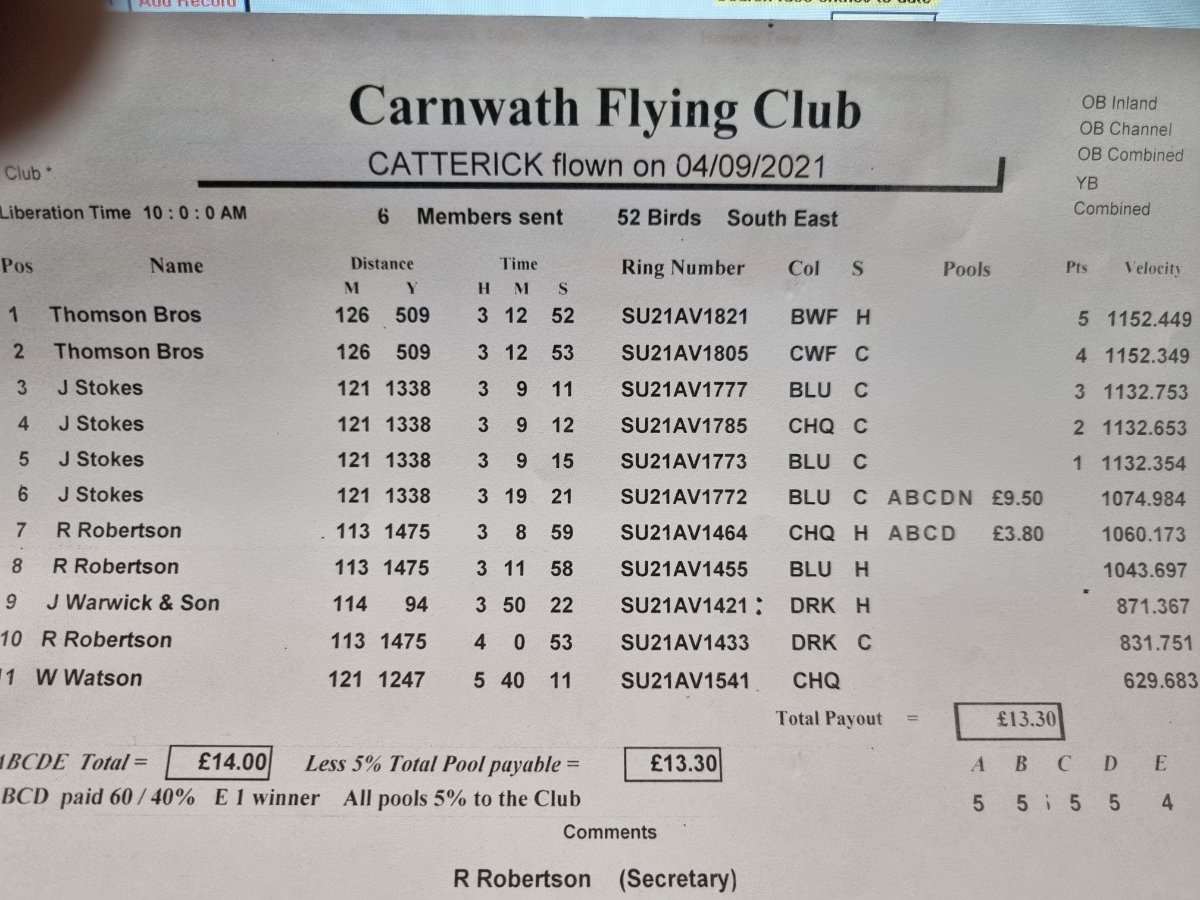 Add Record
Carnwath Flying Club
CATTERICK flown on 04/09/2021
OB Inland
OB Channel
OB Combined
YB
Combined
Club *
Liberation Time 10 : 0 : 0 AM 6 Members sent 52 Birds South East
Pos Name Distance Time Ring Number Col S Pools Pts Velocity
M Y H M S
1 Thomson Bros 126 509 3 12 52 SU21AV1821 BWF H 5 1152.449
2 Thomson Bros 126 509 3 12 53 SU21AV1805 CWF C 4 1152.349
3 J Stokes 121 1338 3 9 11 SU21AV1777 BLU C 3 1132.753
4 J Stokes 121 1338 3 9 12 SU21AV1785 CHQ C 2 1132.653
5 J Stokes 121 1338 3 9 15 SU21AV1773 BLU C 1 1132.354
6 J Stokes 121 1338 3 19 21 SU21AV1772 BLU C ABCDN £9.50 1074.984
7 R Robertson 113 1475 3 8 59 SU21AV1464 CHQ H ABCD £3.80 1060.173
8 R Robertson 113 1475 3 11 58 SU21AV1455 BLU H 1043.697
9 J Warwick & Son 114 94 3 50 22 SU21AV1421 DRK H 871.367
10 R Robertson 113 1475 4 0 53 SU21AV1433 DRK C 831.751
11 W Watson 121 1247 5 40 11 SU21AV1541 CHQ 629.683
Total Payout = £13.30
ABCDE Total = £14.00 Less 5% Total Pool payable = £13.30 A B C D E
BCD paid 60 / 40% E 1 winner All pools 5% to the Club 5 5 5 5 4
Comments
R Robertson (Secretary)